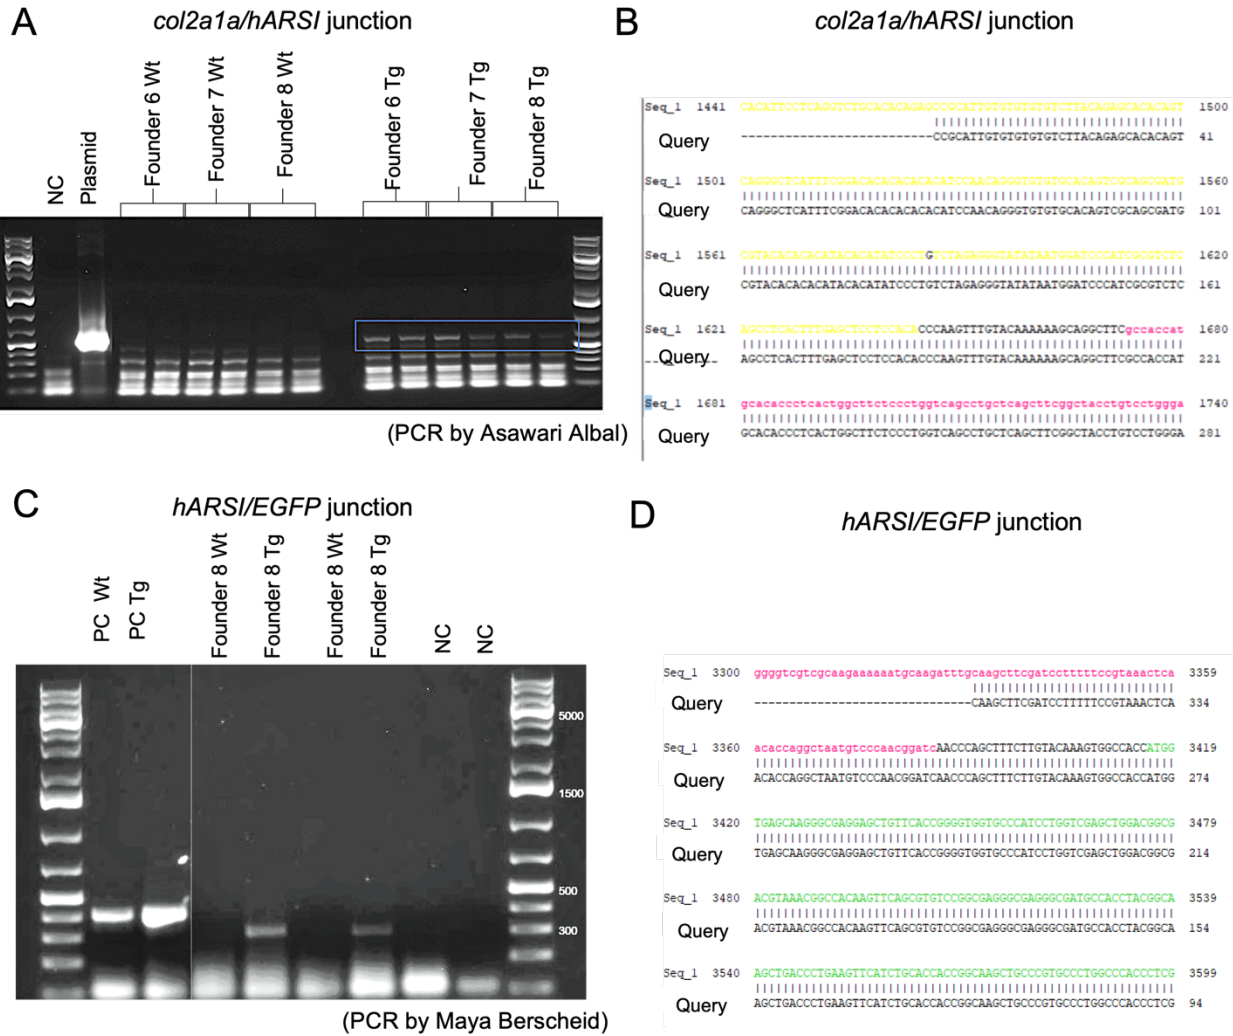 A
col2a1a/hARSI junction
NC
Plasmid
Founder 6 Wt
Founder 7 Wt
Founder 8 Wt
Founder 6 Tg
Founder 7 Tg
Founder 8 Tg
(PCR by Asawari Albal)
B
col2a1a/hARSI junction
Seq_1 1441 CACATTCCTCAGGTCTGCACACAGAGCCGCATTGTGTGTGTGTCTTACAGAGCACACAGT 1500
Query --------------------------CCGCATTGTGTGTGTGTCTTACAGAGCACACAGT 41
Seq_1 1501 CAGGGCTCATTTCGGACACACACACACATCCAACAGGGTGTGTGCACAGTCGCAGCGATG 1560
Query CAGGGCTCATTTCGGACACACACACACATCCAACAGGGTGTGTGCACAGTCGCAGCGATG 101
Seq_1 1561 CGTACACACACATACACATATCCCTGTCTAGAGGGTATATAATGGATCCCATCGCGTCTC 1620
Query CGTACACACACATACACATATCCCTGTCTAGAGGGTATATAATGGATCCCATCGCGTCTC 161
Seq_1 1621 AGCCTCACTTTGAGCTCCTCCACACCCAAGTTTGTACAAAAAAGCAGGCTTCgccaccat 1680
Query AGCCTCACTTTGAGCTCCTCCACACCCAAGTTTGTACAAAAAAGCAGGCTTCGCCACCAT 221
Seq_1 1681 gcacaccctcactggcttctccctggtcagcctgctcagcttcggctacctgtcctggga 1740
Query GCACACCCTCACTGGCTTCTCCCTGGTCAGCCTGCTCAGCTTCGGCTACCTGTCCTGGGA 281
C
hARSI/EGFP junction
PC Wt
PC Tg
Founder 8 Wt
Founder 8 Tg
Founder 8 Wt
Founder 8 Tg
NC
NC
5000
1500
500
300
(PCR by Maya Berscheid)
D
hARSI/EGFP junction
Seq_1 3300 ggggtcgtcgcaagaaaaaatgcaagatttgcaagcttcgatcctttttccgtaaactca 3359
Query -------------------------------CAAGCTTCGATCCTTTTTCCGTAAACTCA 334
Seq_1 3360 acaccaggctaatgtcccaacggatcAACCCAGCTTTCTTGTACAAAGTGGCCACCATGG 3419
Query ACACCAGGCTAATGTCCCAACGGATCAACCCAGCTTTCTTGTACAAAGTGGCCACCATGG 274
Seq_1 3420 TGAGCAAGGGCGAGGAGCTGTTCACCGGGGTGGTGCCCATCCTGGTCGAGCTGGACGGCG 3479
Query TGAGCAAGGGCGAGGAGCTGTTCACCGGGGTGGTGCCCATCCTGGTCGAGCTGGACGGCG 214
Seq_1 3480 ACGTAAACGGCCACAAGTTCAGCGTGTCCGGCGAGGGCGAGGGCGATGCCACCTACGGCA 3539
Query ACGTAAACGGCCACAAGTTCAGCGTGTCCGGCGAGGGCGAGGGCGATGCCACCTACGGCA 154
Seq_1 3540 AGCTGACCCTGAAGTTCATCTGCACCACCGGCAAGCTGCCCGTGCCCTGGCCCACCCTCG 3599
Query AGCTGACCCTGAAGTTCATCTGCACCACCGGCAAGCTGCCCGTGCCCTGGCCCACCCTCG 94